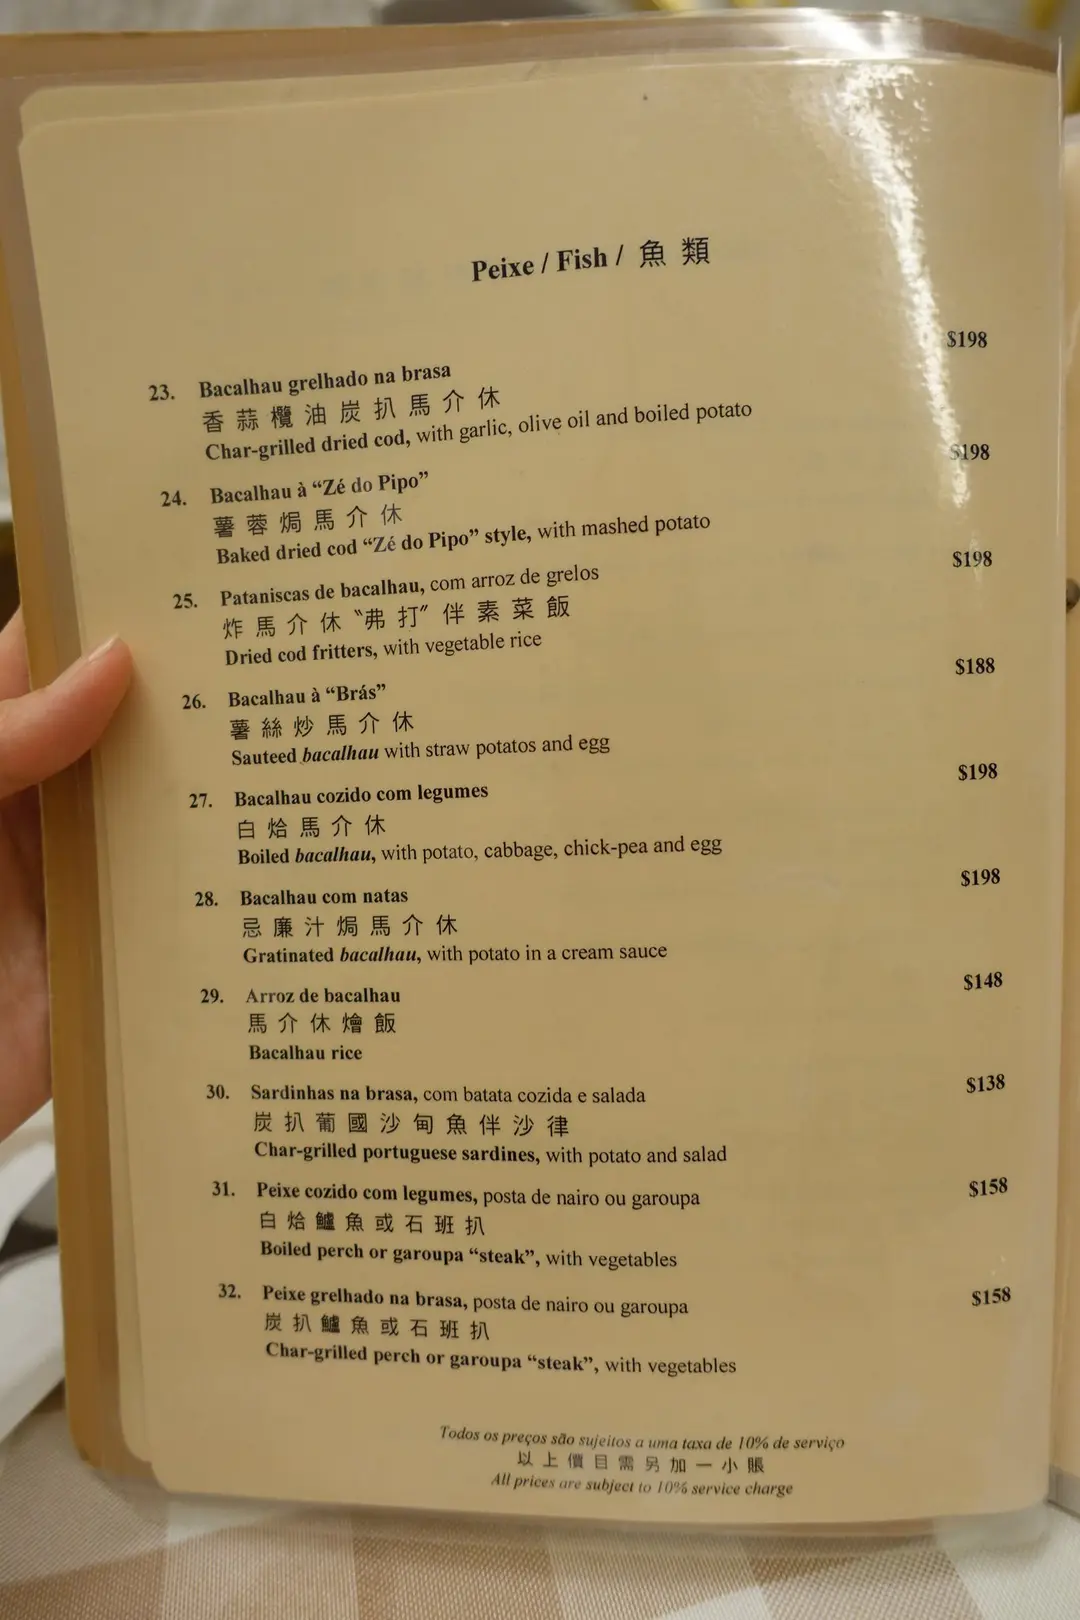 Peixe / Fish / 魚類
23. Bacalhau grelhado na brasa $198
香蒜欖油炭扒馬介休
Char-grilled dried cod, with garlic, olive oil and boiled potato
24. Bacalhau à “Zé do Pipo” $198
薯蓉焗馬介休
Baked dried cod “Zé do Pipo” style, with mashed potato
25. Pataniscas de bacalhau, com arroz de grelos $198
炸馬介休〝弗打〞伴素菜飯
Dried cod fritters, with vegetable rice
26. Bacalhau à “Brás” $188
薯絲炒馬介休
Sauteed bacalhau with straw potatos and egg
27. Bacalhau cozido com legumes $198
白烚馬介休
Boiled bacalhau, with potato, cabbage, chick-pea and egg
28. Bacalhau com natas $198
忌廉汁焗馬介休
Gratinated bacalhau, with potato in a cream sauce
29. Arroz de bacalhau $148
馬介休燴飯
Bacalhau rice
30. Sardinhas na brasa, com batata cozida e salada $138
炭扒葡國沙甸魚伴沙律
Char-grilled portuguese sardines, with potato and salad
31. Peixe cozido com legumes, posta de nairo ou garoupa $158
白烚鱸魚或石班扒
Boiled perch or garoupa “steak”, with vegetables
32. Peixe grelhado na brasa, posta de nairo ou garoupa $158
炭扒鱸魚或石班扒
Char-grilled perch or garoupa “steak”, with vegetables
Todos os preços são sujeitos a uma taxa de 10% de serviço
以上價目需另加一小賬
All prices are subject to 10% service charge